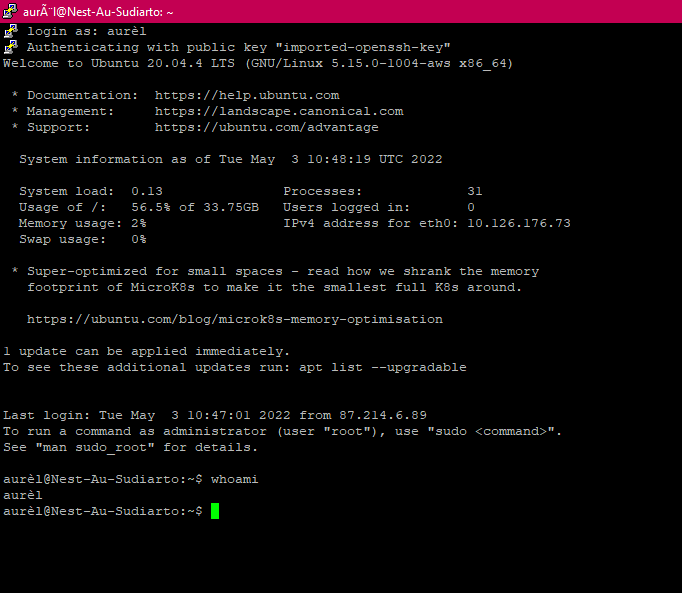 aurÃ¨l@Nest-Au-Sudiarto: ~
login as: aurèl
Authenticating with public key "imported-openssh-key"
Welcome to Ubuntu 20.04.4 LTS (GNU/Linux 5.15.0-1004-aws x86_64)
* Documentation:  https://help.ubuntu.com
* Management:     https://landscape.canonical.com
* Support:        https://ubuntu.com/advantage
System information as of Tue May  3 10:48:19 UTC 2022
System load:  0.13               Processes:             31
Usage of /:   56.5% of 33.75GB   Users logged in:       0
Memory usage: 2%                 IPv4 address for eth0: 10.126.176.73
Swap usage:   0%
* Super-optimized for small spaces - read how we shrank the memory
footprint of MicroK8s to make it the smallest full K8s around.
https://ubuntu.com/blog/microk8s-memory-optimisation
1 update can be applied immediately.
To see these additional updates run: apt list --upgradable
Last login: Tue May  3 10:47:01 2022 from 87.214.6.89
To run a command as administrator (user "root"), use "sudo <command>".
See "man sudo_root" for details.
aurèl@Nest-Au-Sudiarto:~$ whoami
aurèl
aurèl@Nest-Au-Sudiarto:~$